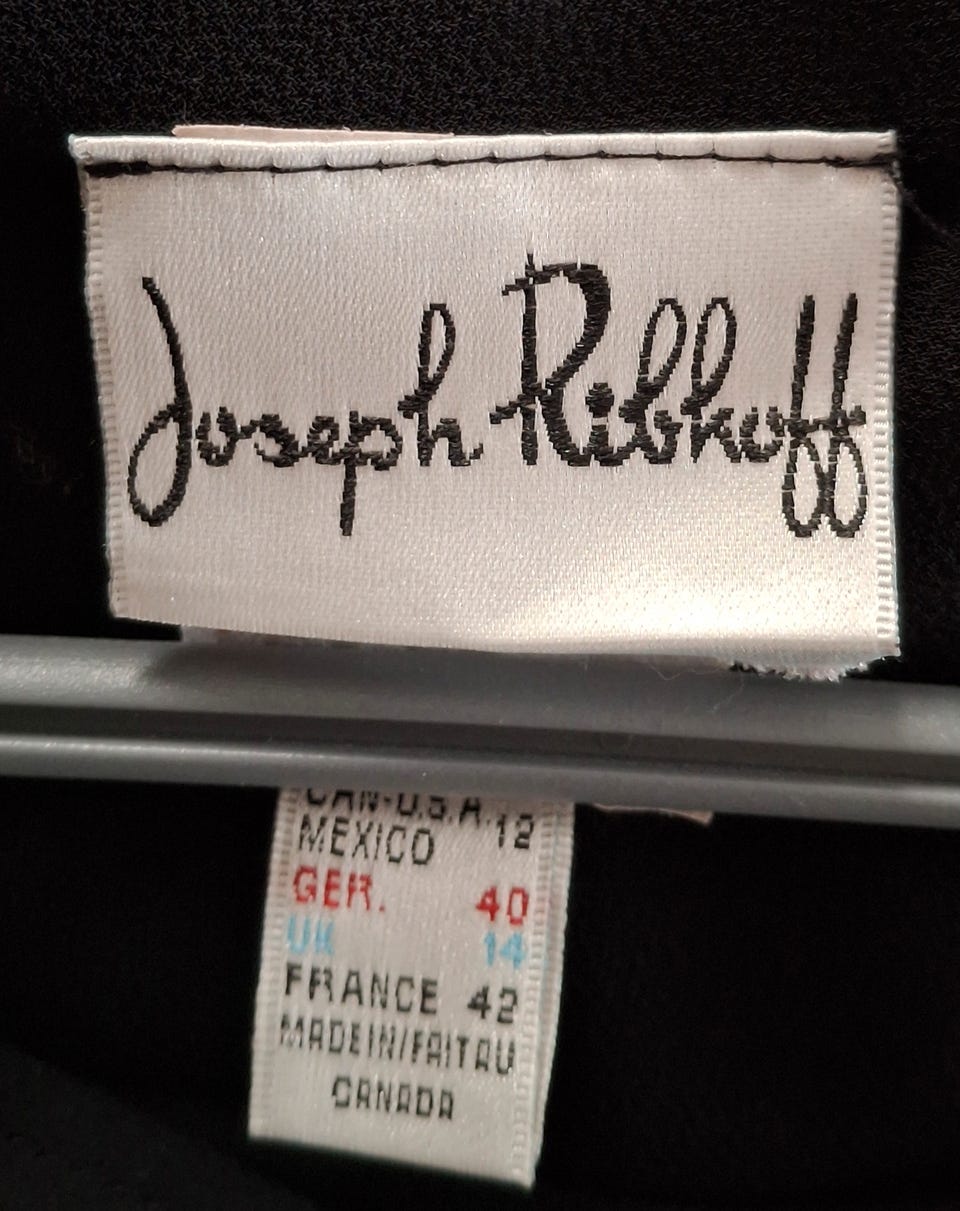 Joseph Ribkoff
CAN-U.S.A.
MEXICO 12
GER. 40
UK 14
FRANCE 42
MADE IN/FAIT AU
CANADA